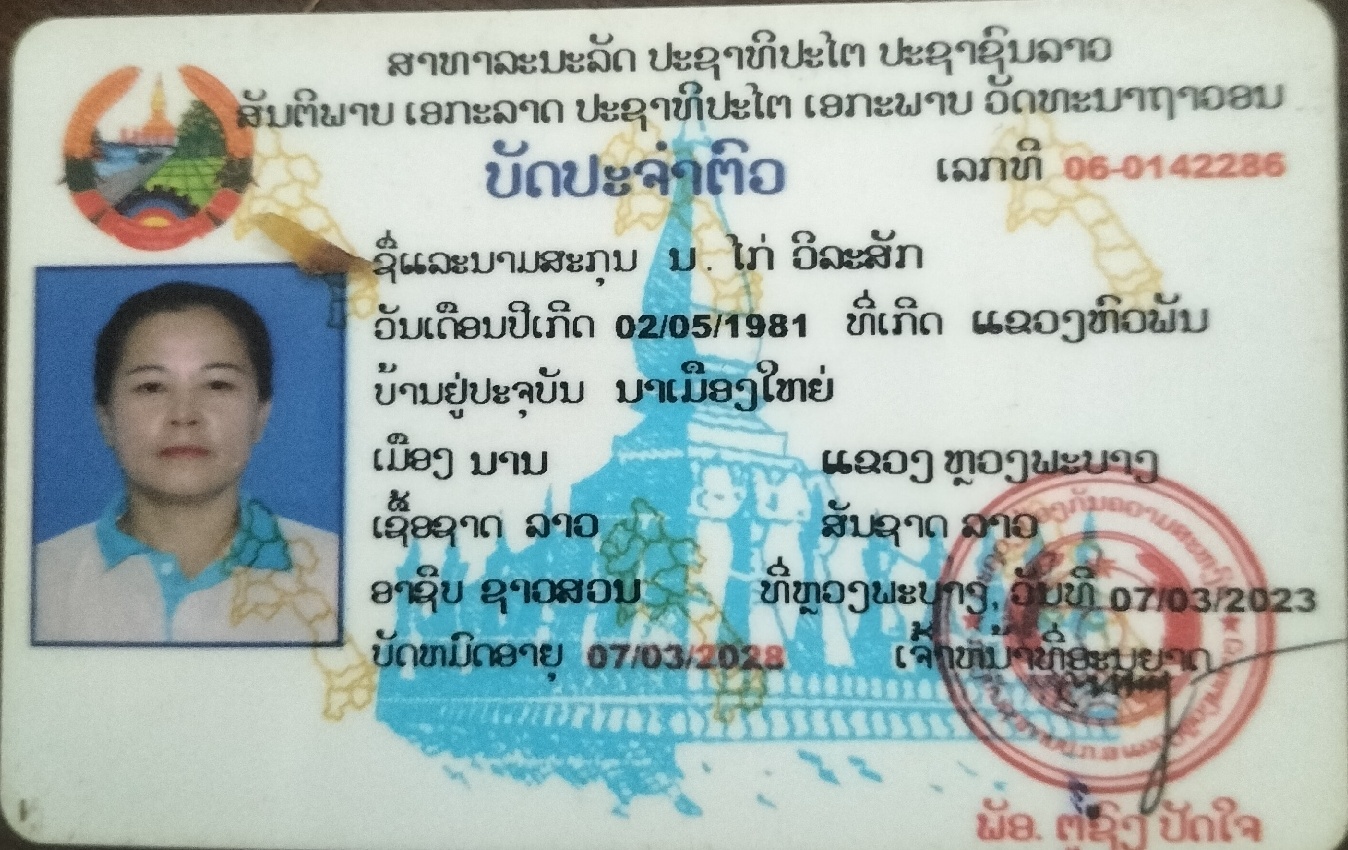 ສາທາລະນະລັດ ປະຊາທິປະໄຕ ປະຊາຊົນລາວ
ສັນຕິພາບ ເອກະລາດ ປະຊາທິປະໄຕ ເອກະພາບ ວັດທະນາຖາວອນ
ບັດປະຈຳຕົວ
ເລກທີ 06-0142286
ຊື່ແລະນາມສະກຸນ ນ. ໄກ່ ວິລະສັກ
ວັນເດືອນປີເກີດ 02/05/1981 ທີ່ເກີດ ແຂວງຫົວພັນ
ບ້ານຢູ່ປະຈຸບັນ ນາເມືອງໃຫຍ່
ເມືອງ ນານ ແຂວງ ຫຼວງພະບາງ
ເຊື້ອຊາດ ລາວ ສັນຊາດ ລາວ
ອາຊີບ ຊາວສວນ ທີ່ຫຼວງພະບາງ, ວັນທີ 07/03/2023
ບັດຫມົດອາຍຸ 07/03/2028 ເຈົ້າຫນ້າທີ່ອະນຸຍາດ
ພັອ. ຕູ້ຊົງ ປັດໃຈ